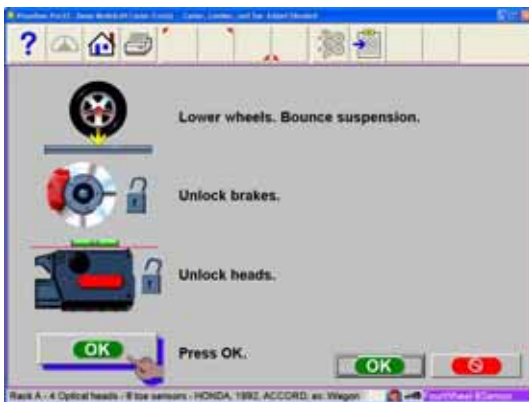 ?
Lower wheels. Bounce suspension.
Unlock brakes.
Unlock heads.
OK
Press OK.
OK
Rack A - 4 Optical heads - 8 toe sensors - HONDA, 1992, ACCORD, ex. Wagon